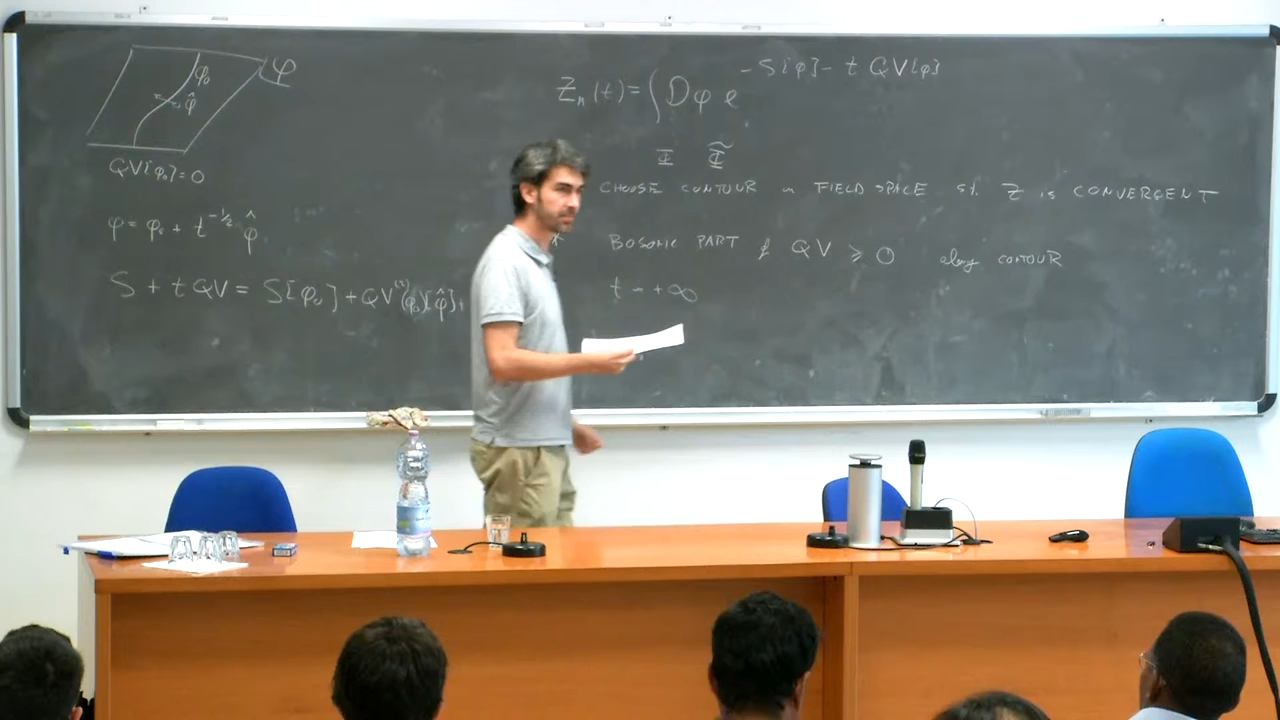 φ₀ φ
φ̂
QV[φ₀]=0
φ = φ₀ + t^{-1/2} φ̂
S + t QV = S[φ₀] + QV⁽²⁾(φ₀)[φ̂] +
Z_n(t) = ∫ Dφ e^{-S[φ] - t QV[φ]}
Φ Φ̃
CHOOSE CONTOUR in FIELD SPACE s.t. Z is CONVERGENT
* BOSONIC PART of QV ≥ 0 along CONTOUR
t → +∞